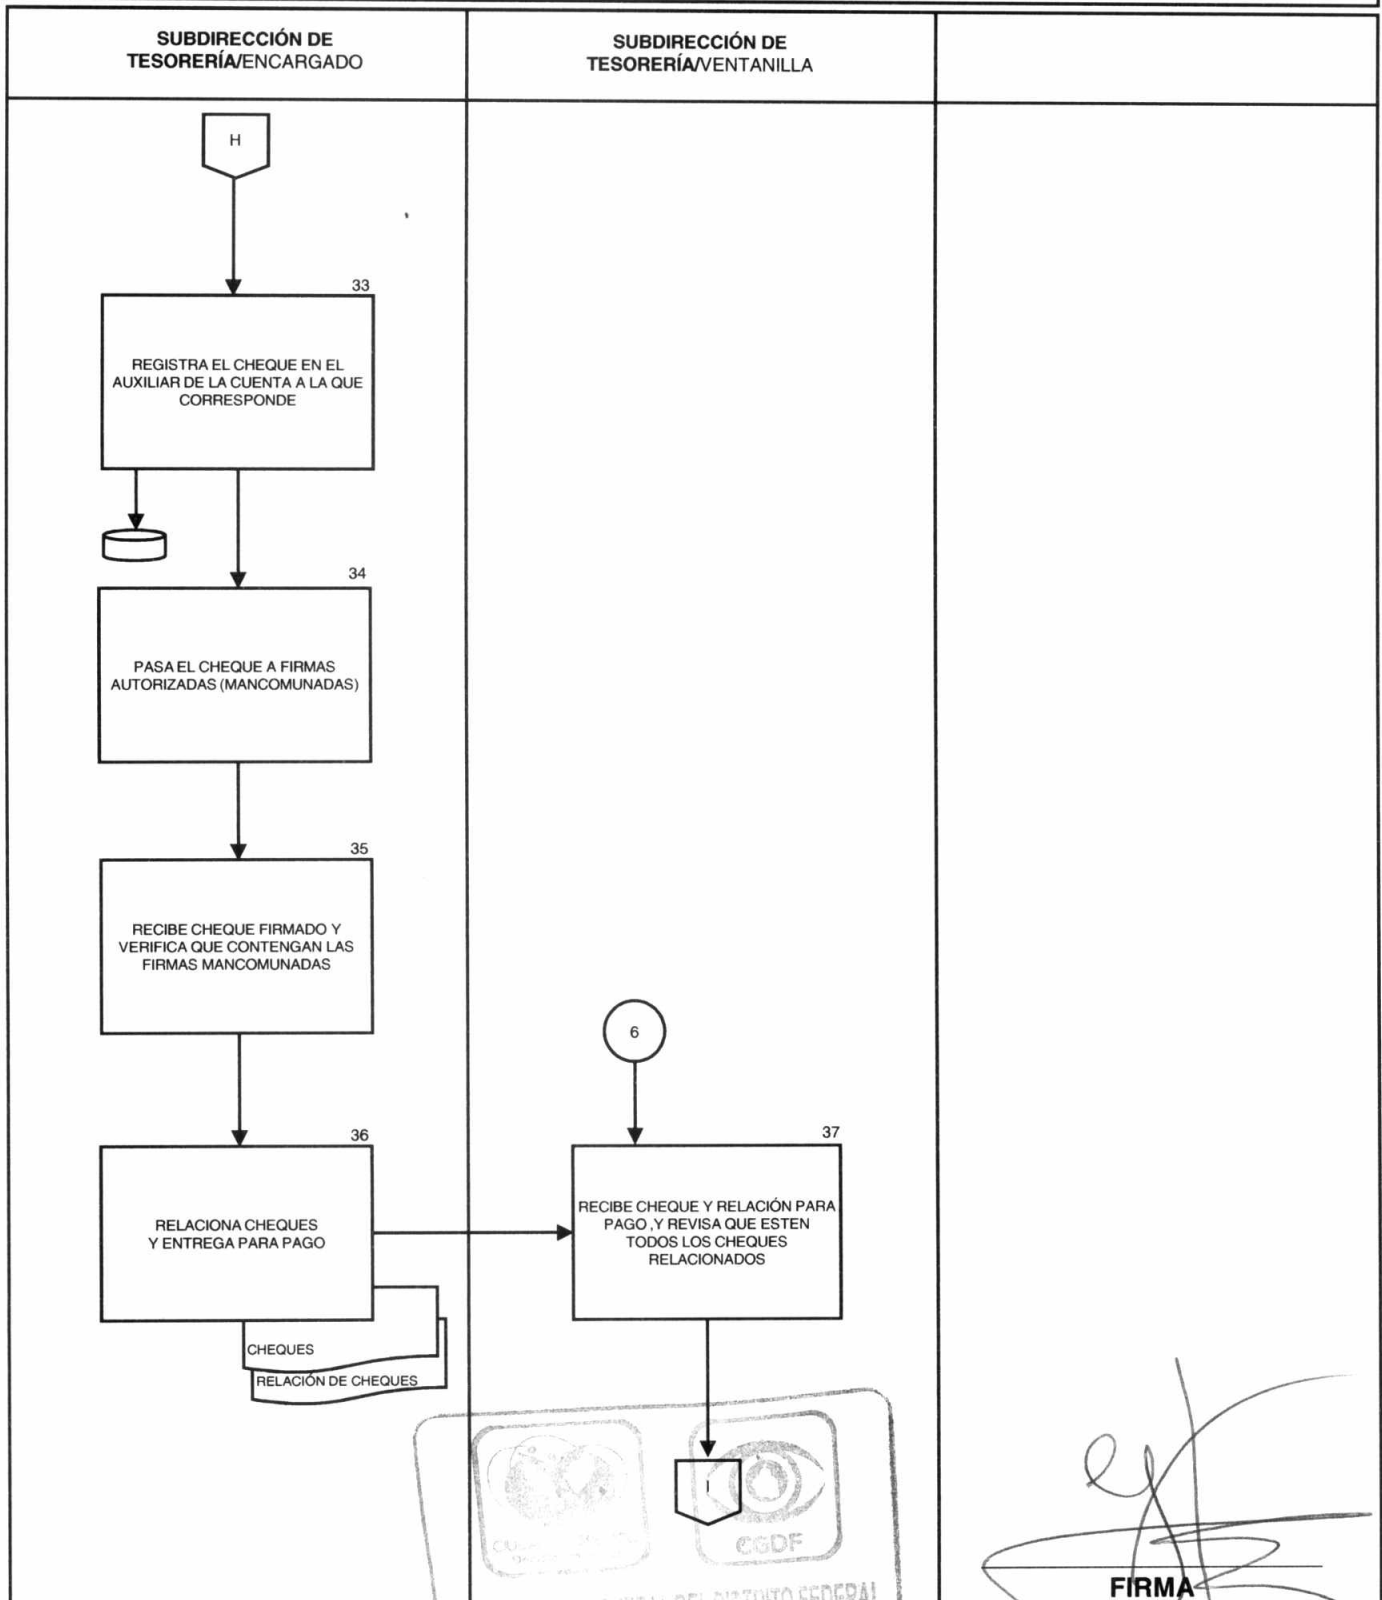 SUBDIRECCIÓN DE
TESORERÍA/ENCARGADO
SUBDIRECCIÓN DE
TESORERÍA/VENTANILLA
H
33
REGISTRA EL CHEQUE EN EL
AUXILIAR DE LA CUENTA A LA QUE
CORRESPONDE
34
PASA EL CHEQUE A FIRMAS
AUTORIZADAS (MANCOMUNADAS)
35
RECIBE CHEQUE FIRMADO Y
VERIFICA QUE CONTENGAN LAS
FIRMAS MANCOMUNADAS
6
36
RELACIONA CHEQUES
Y ENTREGA PARA PAGO
37
RECIBE CHEQUE Y RELACIÓN PARA
PAGO ,Y REVISA QUE ESTEN
TODOS LOS CHEQUES
RELACIONADOS
CHEQUES
RELACIÓN DE CHEQUES
I
CGDF
DEL DISTRITO FEDERAL
FIRMA